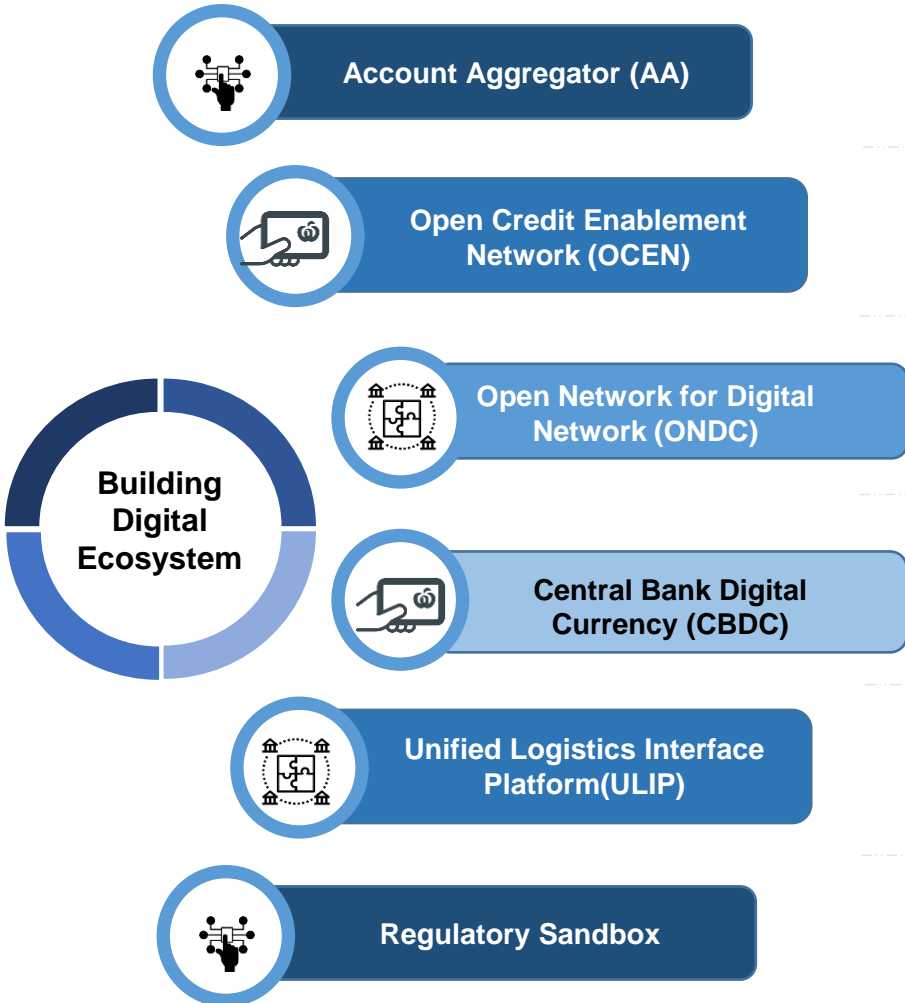 Account Aggregator (AA)
Open Credit Enablement
Network (OCEN)
Open Network for Digital
Network (ONDC)
Building
Digital
Ecosystem
Central Bank Digital
Currency (CBDC)
Unified Logistics Interface
Platform(ULIP)
Regulatory Sandbox